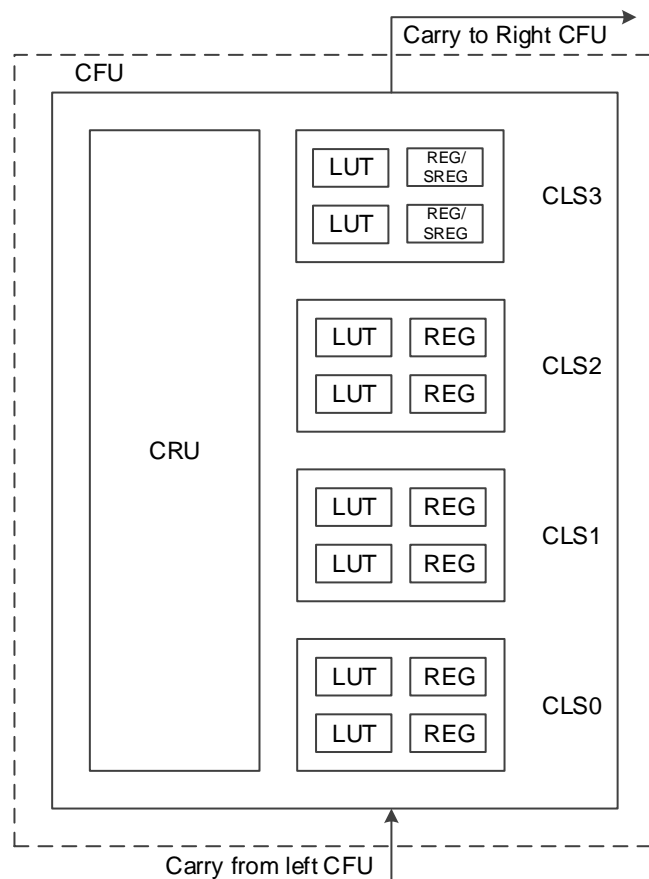 Carry to Right CFU
CFU
LUT
REG/
SREG
LUT
REG/
SREG
CLS3
LUT
REG
LUT
REG
CLS2
CRU
LUT
REG
LUT
REG
CLS1
LUT
REG
LUT
REG
CLS0
Carry from left CFU